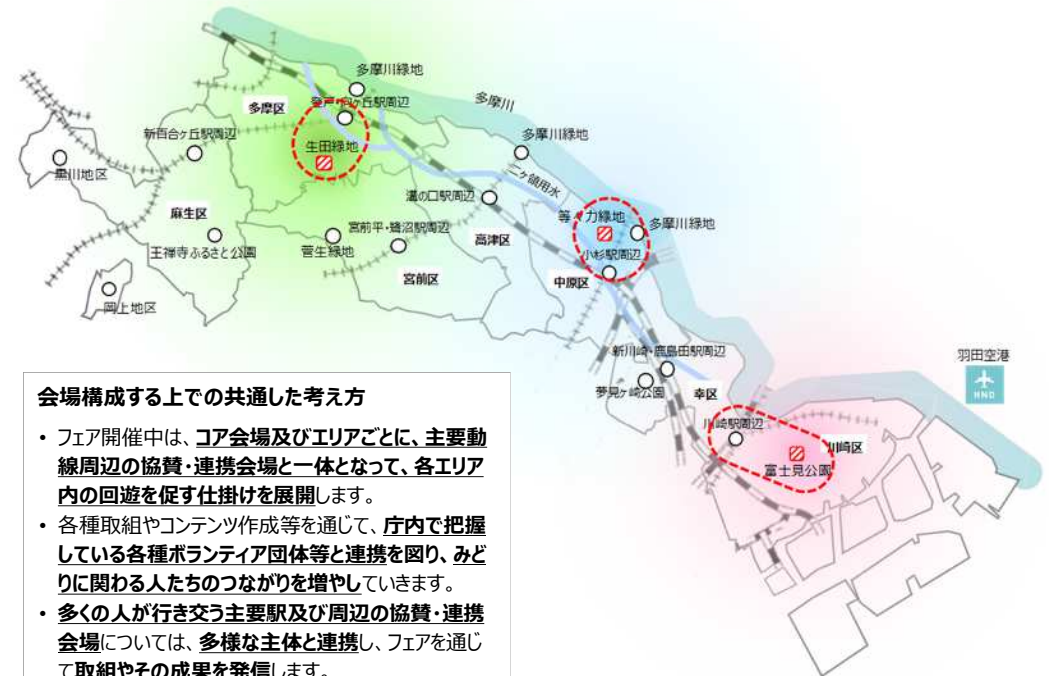 多摩川緑地
多摩川
多摩区
登戸・向ヶ丘駅周辺
多摩川緑地
新百合ヶ丘駅周辺
生田緑地
二ヶ領用水
黒川地区
溝の口駅周辺
等々力緑地
多摩川緑地
麻生区
宮前平・鷺沼駅周辺
高津区
王禅寺ふるさと公園
菅生緑地
小杉駅周辺
宮前区
中原区
岡上地区
新川崎・鹿島田駅周辺
羽田空港
HND
夢見ヶ崎公園
幸区
川崎駅周辺
川崎区
富士見公園
会場構成する上での共通した考え方
• フェア開催中は、コア会場及びエリアごとに、主要動
線周辺の協賛・連携会場と一体となって、各エリア
内の回遊を促す仕掛けを展開します。
• 各種取組やコンテンツ作成等を通じて、庁内で把握
している各種ボランティア団体等と連携を図り、みど
りに関わる人たちのつながりを増やしていきます。
• 多くの人が行き交う主要駅及び周辺の協賛・連携
会場については、多様な主体と連携し、フェアを通じ
て取組やその成果を発信します。